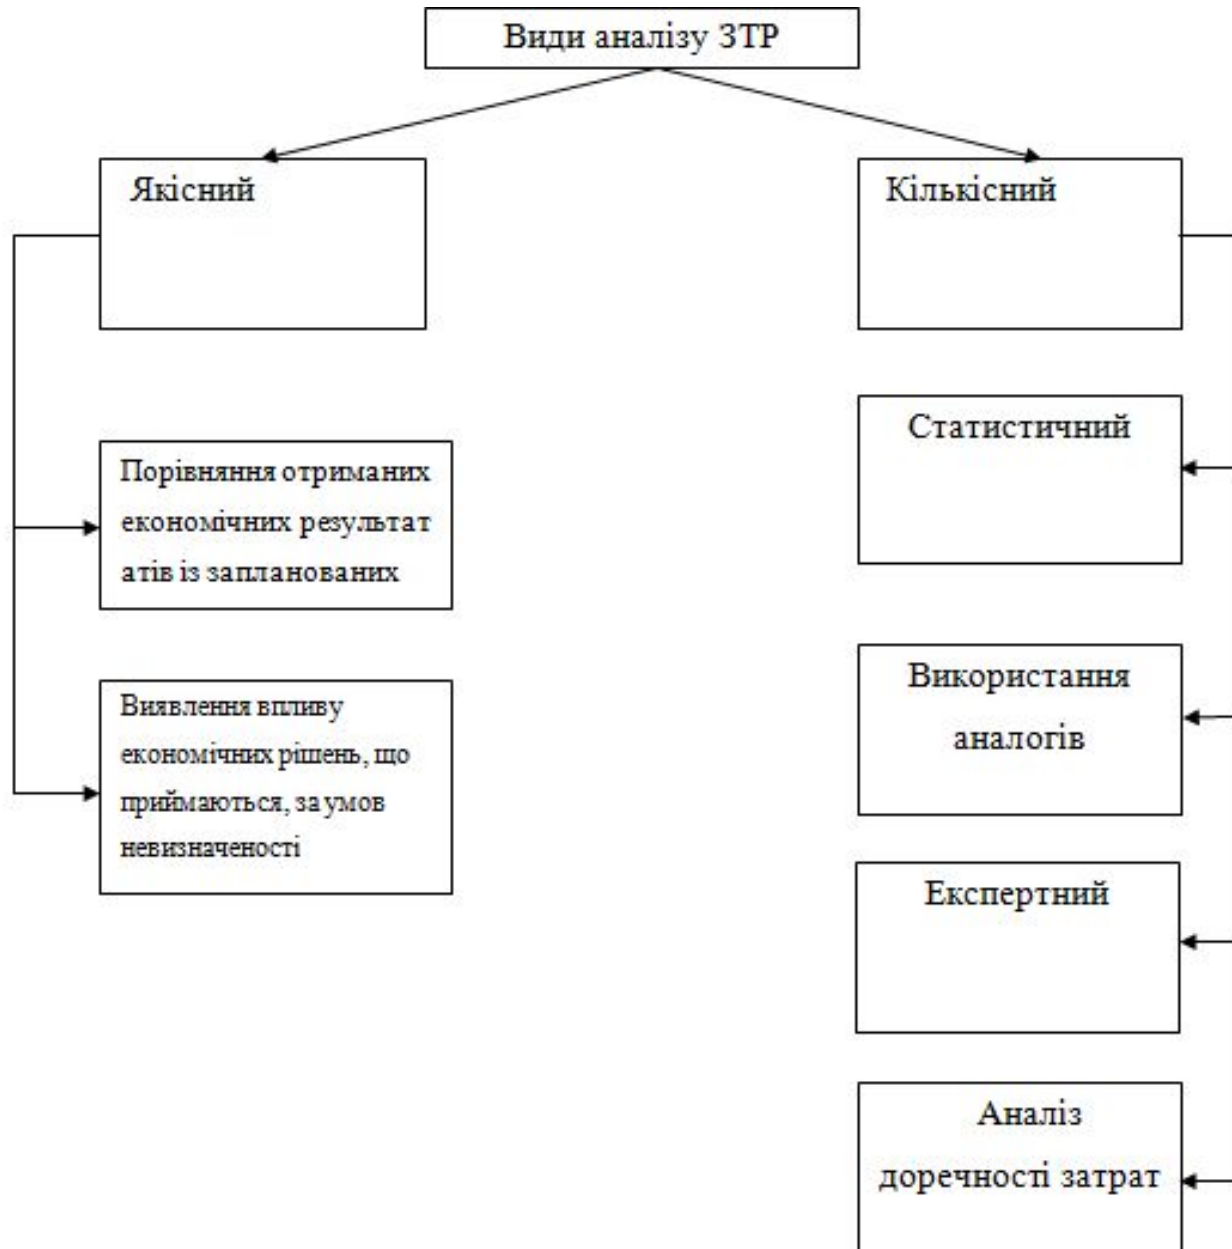 Види аналізу ЗТР
Якісний
Кількісний
Порівняння отриманих
економічних результат
атів із запланованих
Виявлення впливу
економічних рішень, що
приймаються, за умов
невизначеності
Статистичний
Використання
аналогів
Експертний
Аналіз
доречності затрат